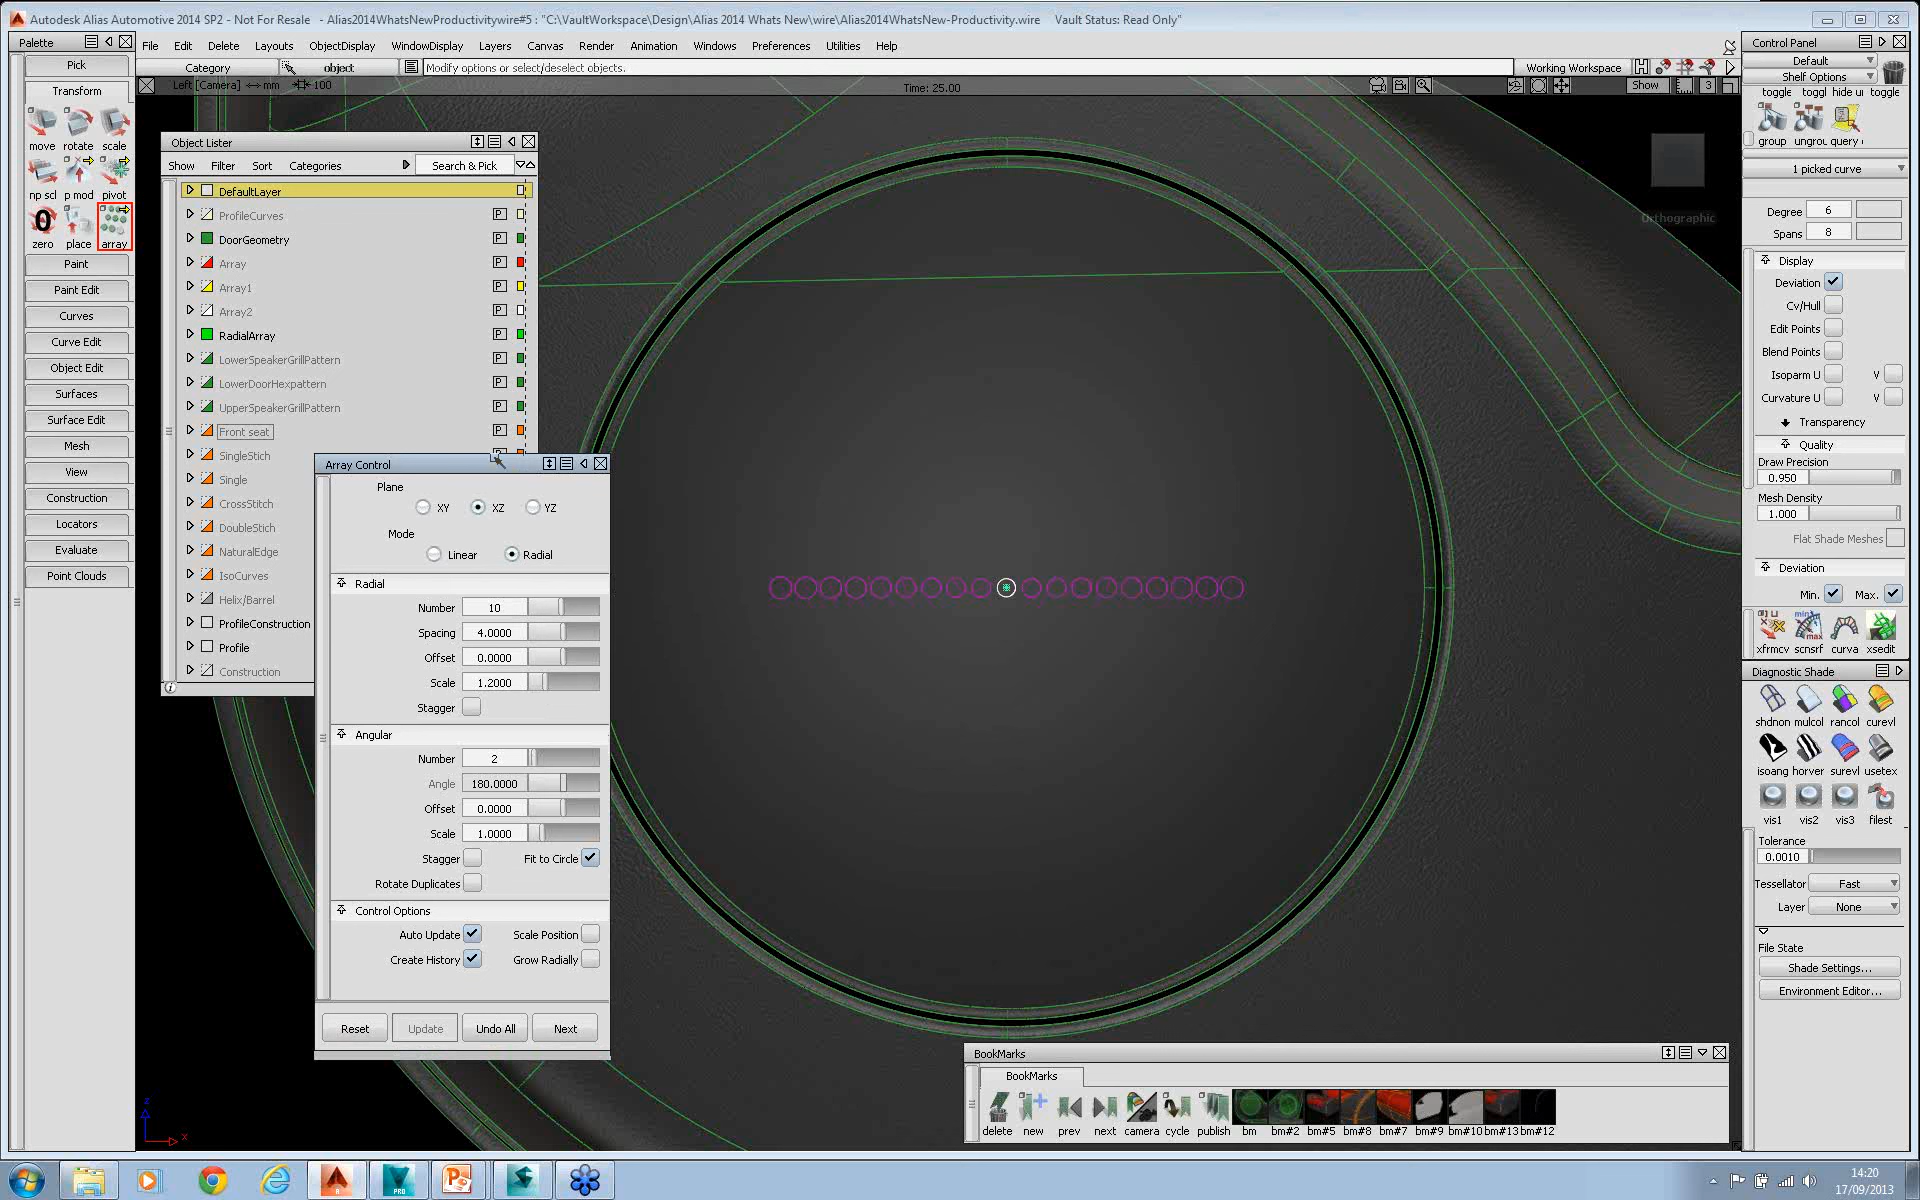 Autodesk Alias Automotive 2014 SP2 - Not For Resale - Alias2014WhatsNewProductivitywire#5 : "C:\VaultWorkspace\Design\Alias 2014 Whats New\wire\Alias2014WhatsNew-Productivity.wire Vault Status: Read Only"
Palette
File Edit Delete Layouts ObjectDisplay WindowDisplay Layers Canvas Render Animation Windows Preferences Utilities Help
Category object Modify options or select/deselect objects. Working Workspace
Left [Camera] <-> mm 100 Time: 25.00 Show 3
Pick
Transform
move rotate scale
np scl p mod pivot
zero place array
Paint
Paint Edit
Curves
Curve Edit
Object Edit
Surfaces
Surface Edit
Mesh
View
Construction
Locators
Evaluate
Point Clouds
Object Lister
Show Filter Sort Categories Search & Pick
DefaultLayer
ProfileCurves P
DoorGeometry P
Array P
Array1 P
Array2 P
RadialArray P
LowerSpeakerGrillPattern P
LowerDoorHexpattern P
UpperSpeakerGrillPattern P
Front seat P
SingleStich
Single
CrossStitch
DoubleStich
NaturalEdge
IsoCurves
Helix/Barrel
ProfileConstruction
Profile
Construction
Array Control
Plane
XY XZ YZ
Mode
Linear Radial
Radial
Number 10
Spacing 4.0000
Offset 0.0000
Scale 1.2000
Stagger
Angular
Number 2
Angle 180.0000
Offset 0.0000
Scale 1.0000
Stagger Fit to Circle
Rotate Duplicates
Control Options
Auto Update Scale Position
Create History Grow Radially
Reset Update Undo All Next
Orthographic
z
x
BookMarks
BookMarks
delete new prev next camera cycle publish bm bm#2 bm#5 bm#8 bm#7 bm#9 bm#10 bm#13 bm#12
Control Panel
Default
Shelf Options
toggle toggl hide ui toggle
group ungrou query
1 picked curve
Degree 6
Spans 8
Display
Deviation
Cv/Hull
Edit Points
Blend Points
Isoparm U V
Curvature U V
Transparency
Quality
Draw Precision
0.950
Mesh Density
1.000
Flat Shade Meshes
Deviation
Min. Max.
xfrmcv scnsrf curva xsedit
Diagnostic Shade
shdnon mulcol rancol curevl
isoang horver surevl usetex
vis1 vis2 vis3 filest
Tolerance
0.0010
Tessellator Fast
Layer None
File State
Shade Settings...
Environment Editor...
PRO
14:20
17/09/2013